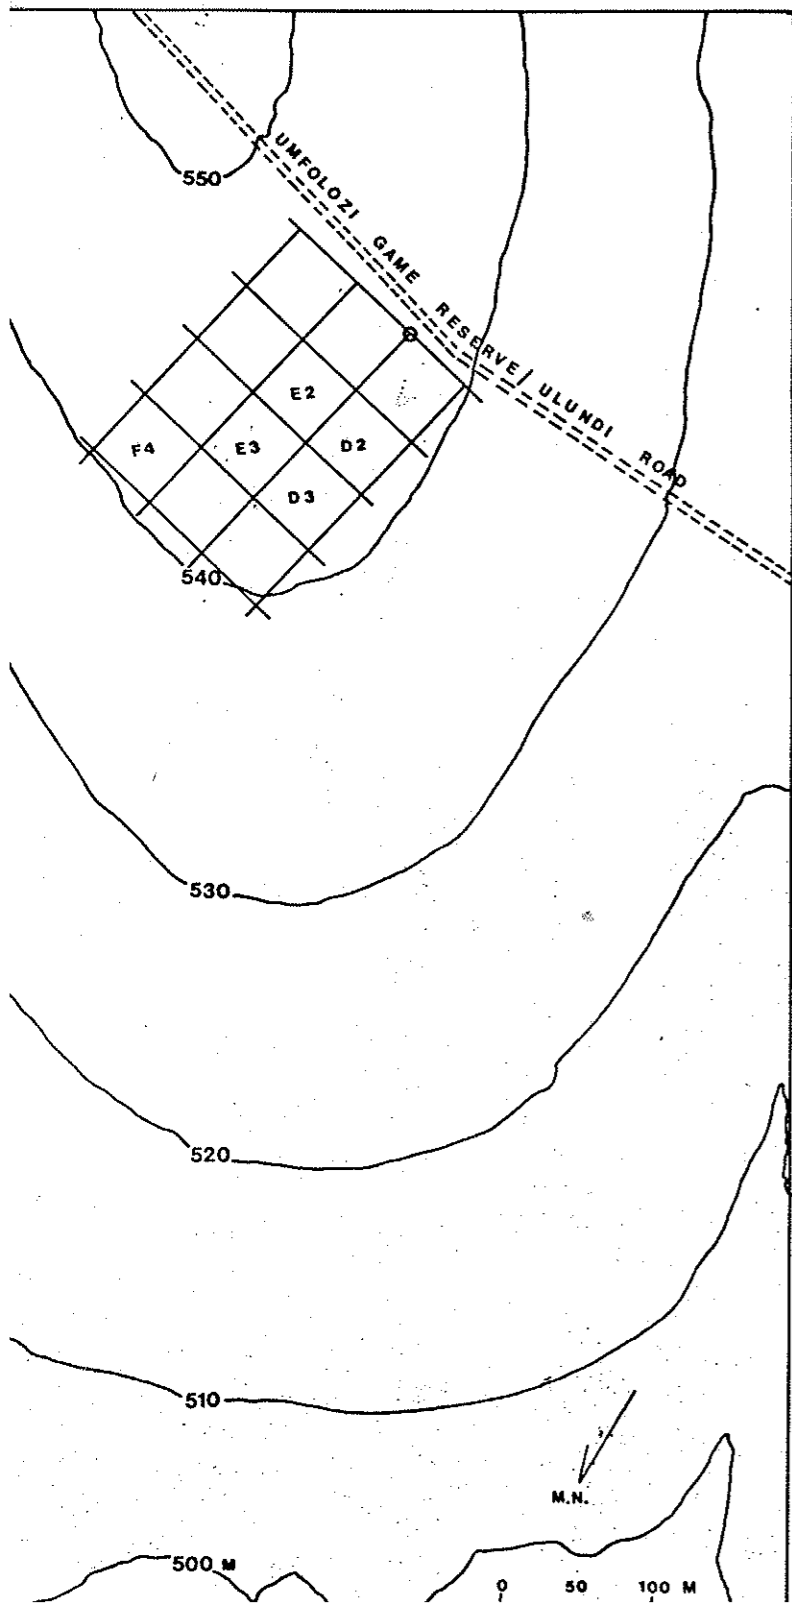 550
UMFOLOZI GAME RESERVE/ULUNDI ROAD
E2
F4 E3 D2
D3
540
530
520
510
M.N.
500 M
0 50 100 M